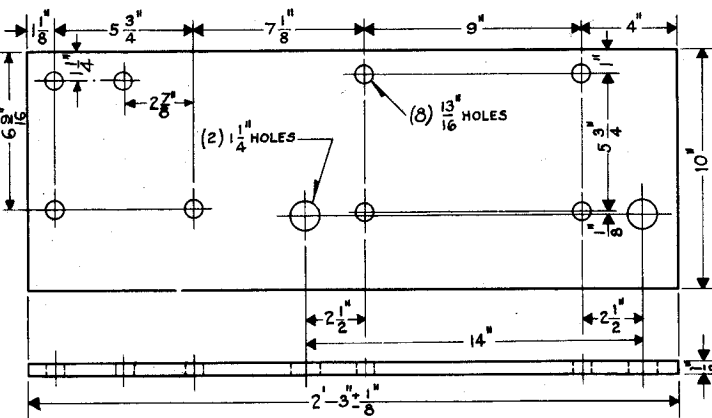 1 1/8" 5 3/4" 7 1/8" 9" 4"
1 1/4" 1"
2 7/8"
6 9/16"
(8) 13/16" HOLES
(2) 1 1/4" HOLES
5 3/4"
10"
1/8"
2 1/2" 2 1/2"
14"
2'-3" ± 1/8"